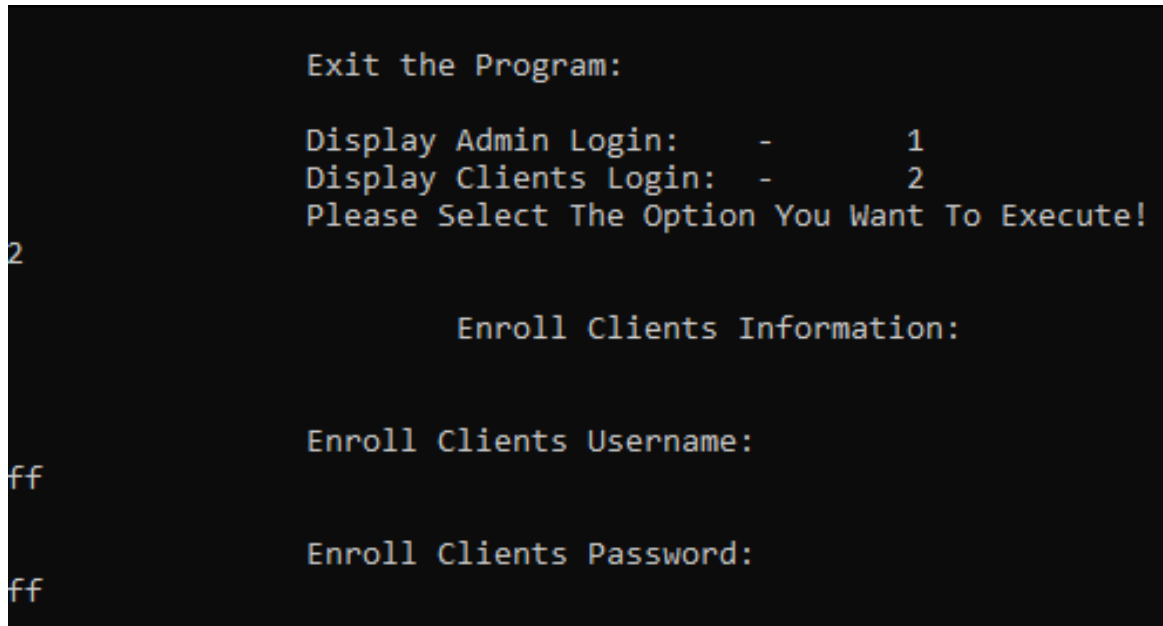 Exit the Program:
Display Admin Login: - 1
Display Clients Login: - 2
Please Select The Option You Want To Execute!
2
Enroll Clients Information:
Enroll Clients Username:
ff
Enroll Clients Password:
ff